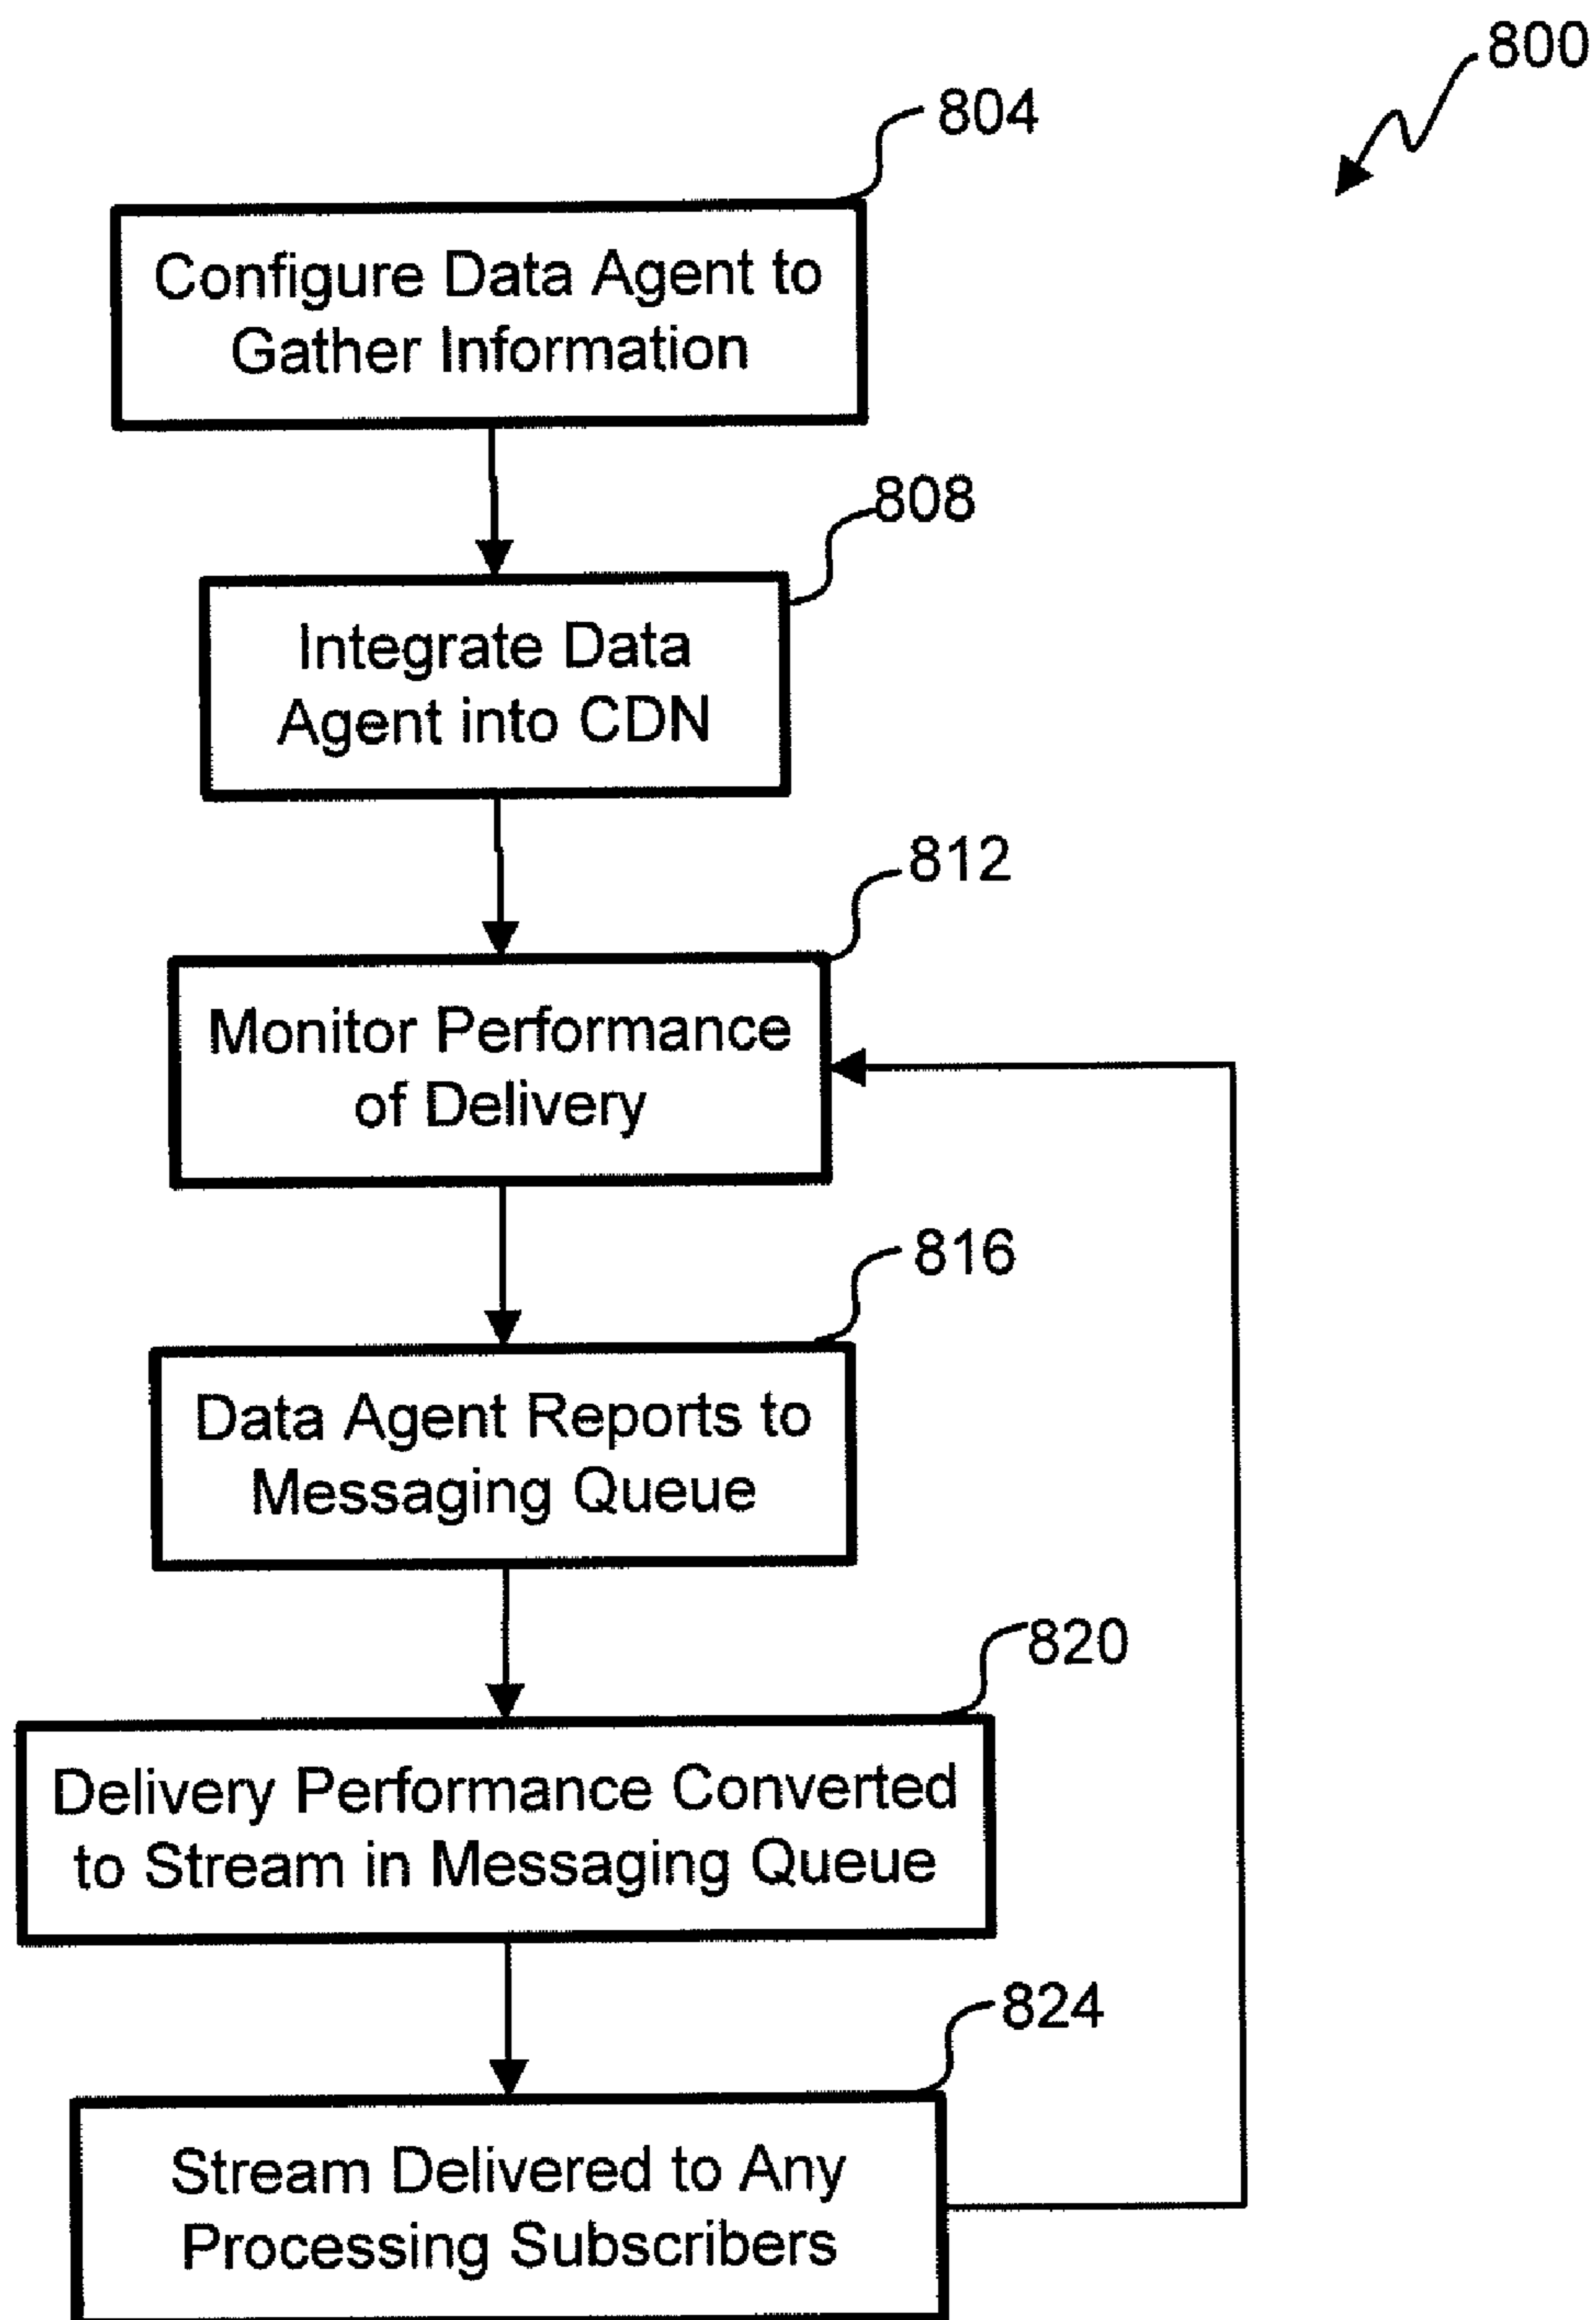 800
804
Configure Data Agent to
Gather Information
808
Integrate Data
Agent into CDN
812
Monitor Performance
of Delivery
816
Data Agent Reports to
Messaging Queue
820
Delivery Performance Converted
to Stream in Messaging Queue
824
Stream Delivered to Any
Processing Subscribers